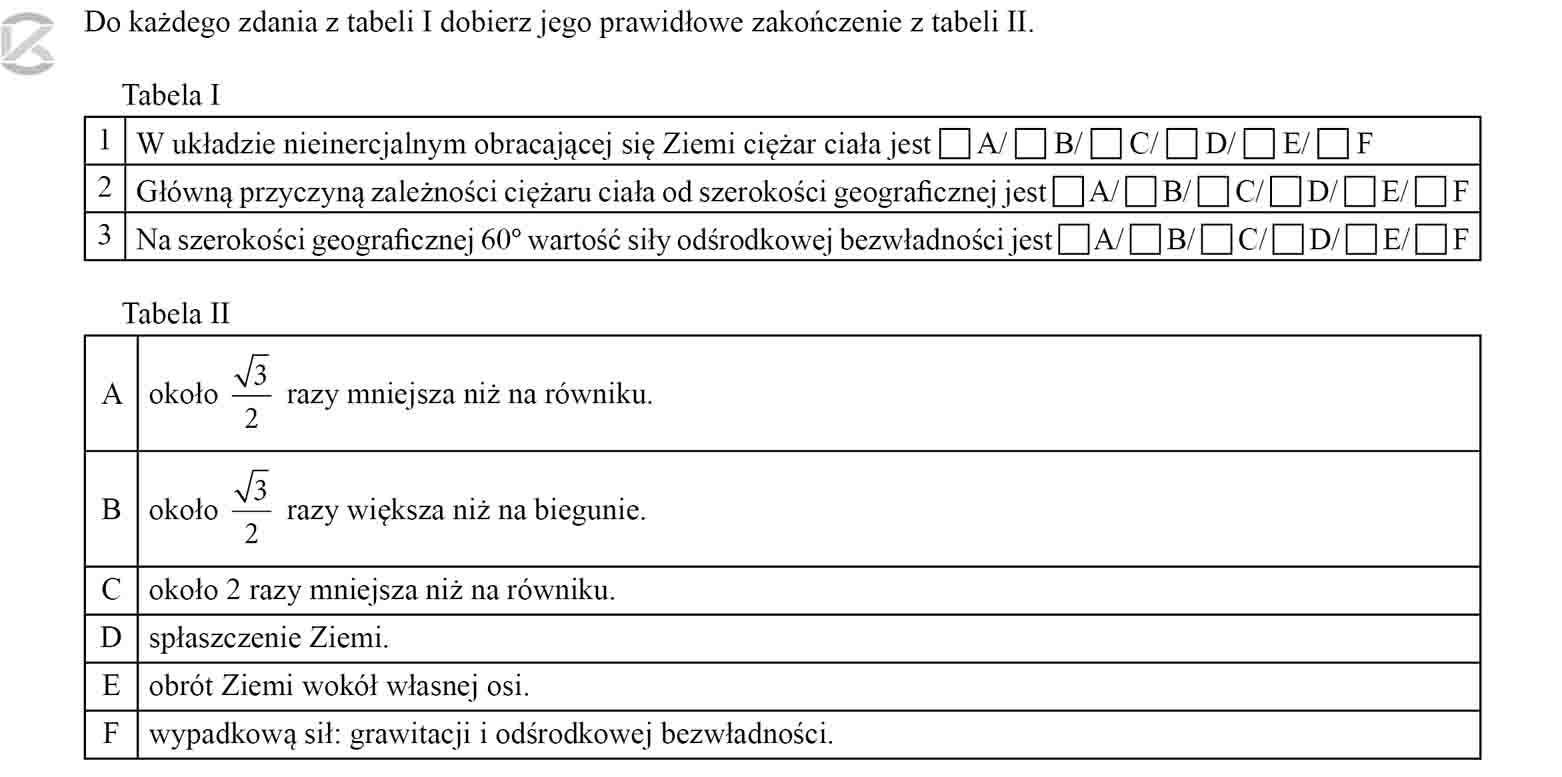 Do każdego zdania z tabeli I dobierz jego prawidłowe zakończenie z tabeli II.
Tabela I
1 W układzie nieinercjalnym obracającej się Ziemi ciężar ciała jest □ A/ □ B/ □ C/ □ D/ □ E/ □ F
2 Główną przyczyną zależności ciężaru ciała od szerokości geograficznej jest □ A/ □ B/ □ C/ □ D/ □ E/ □ F
3 Na szerokości geograficznej 60° wartość siły odśrodkowej bezwładności jest □ A/ □ B/ □ C/ □ D/ □ E/ □ F
Tabela II
A około √3/2 razy mniejsza niż na równiku.
B około √3/2 razy większa niż na biegunie.
C około 2 razy mniejsza niż na równiku.
D spłaszczenie Ziemi.
E obrót Ziemi wokół własnej osi.
F wypadkową sił: grawitacji i odśrodkowej bezwładności.